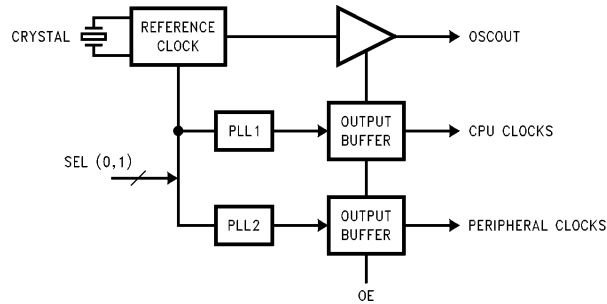 CRYSTAL
REFERENCE
CLOCK
OSCOUT
PLL1
OUTPUT
BUFFER
CPU CLOCKS
SEL (0,1)
PLL2
OUTPUT
BUFFER
PERIPHERAL CLOCKS
OE